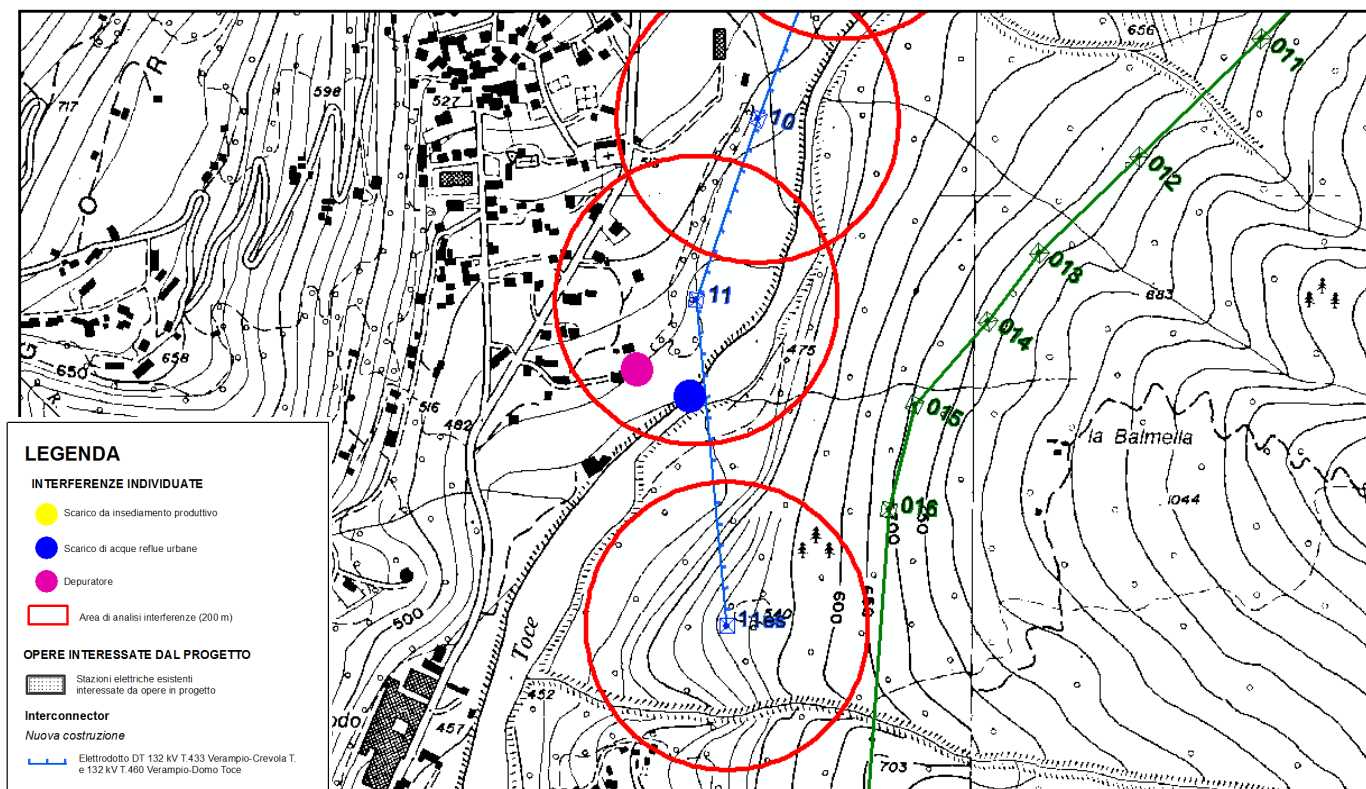 R
717
598
527
O
656
011
10
012
515
013
11
883
014
475
G
658
650
516
482
015
la Balmella
1044
016
LEGENDA
INTERFERENZE INDIVIDUATE
Scarico da insediamento produttivo
Scarico di acque reflue urbane
Depuratore
Area di analisi interferenze (200 m)
OPERE INTERESSATE DAL PROGETTO
Stazioni elettriche esistenti
interessate da opere in progetto
Interconnector
Nuova costruzione
Elettrodotto DT 132 kV T.433 Verampio-Crevola T.
e 132 kV T.460 Verampio-Domo Toce
500
600
540
11es
Toce
452
457
703